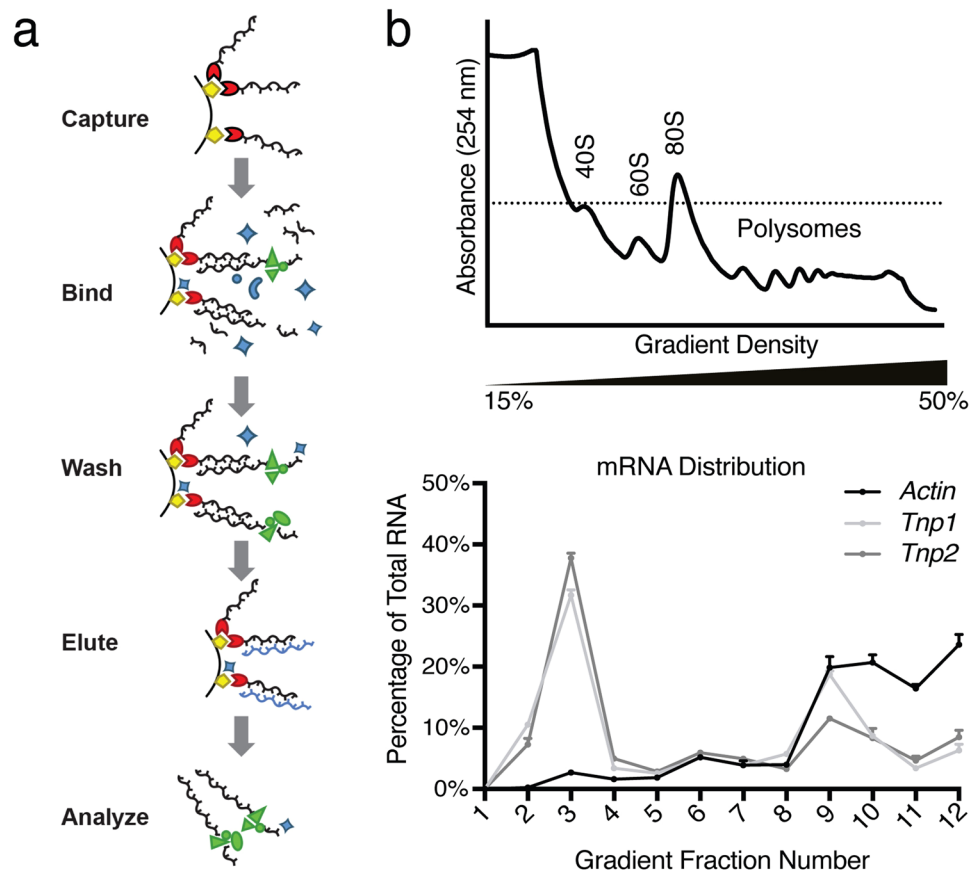 a
Capture
Bind
Wash
Elute
Analyze
b
Absorbance (254 nm)
40S
60S
80S
Polysomes
Gradient Density
15%
50%
mRNA Distribution
Percentage of Total RNA
50%
40%
30%
20%
10%
0%
Actin
Tnp1
Tnp2
1 2 3 4 5 6 7 8 9 10 11 12
Gradient Fraction Number